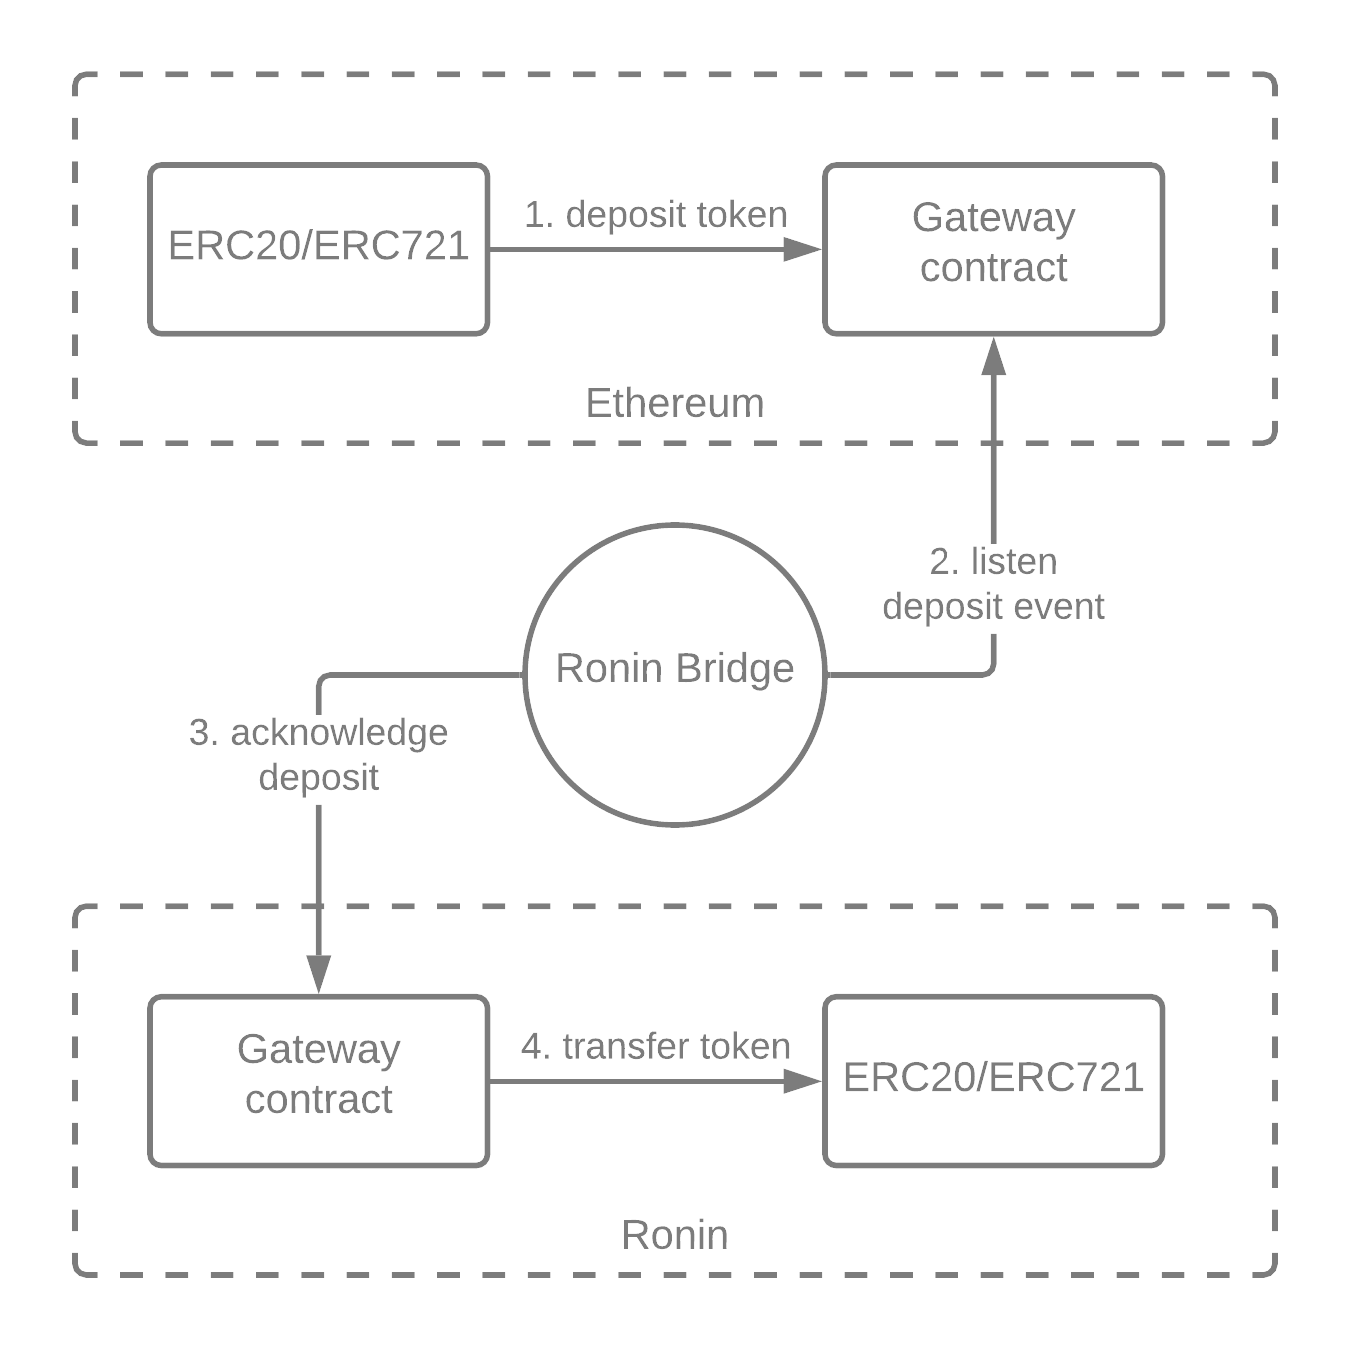 ERC20/ERC721
1. deposit token
Gateway
contract
Ethereum
2. listen
deposit event
Ronin Bridge
3. acknowledge
deposit
Gateway
contract
4. transfer token
ERC20/ERC721
Ronin